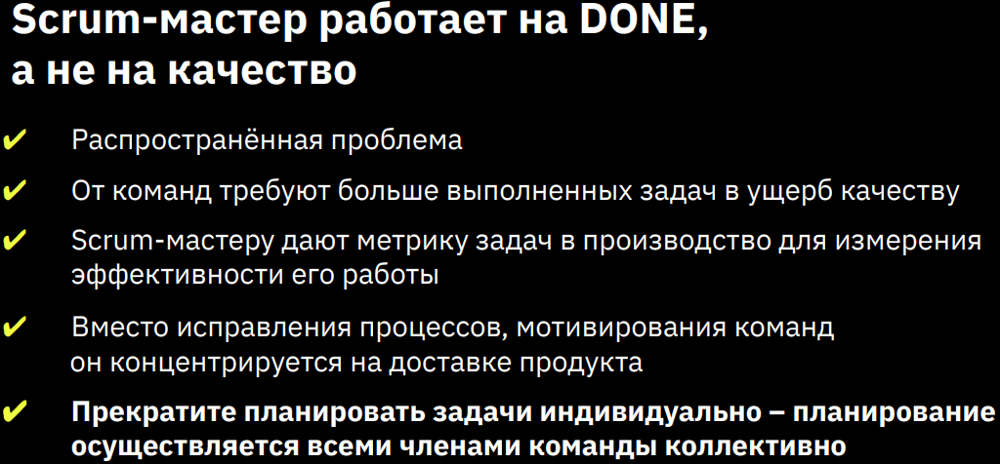 Scrum-мастер работает на DONE,
а не на качество
✔ Распространённая проблема
✔ От команд требуют больше выполненных задач в ущерб качеству
✔ Scrum-мастеру дают метрику задач в производство для измерения
эффективности его работы
✔ Вместо исправления процессов, мотивирования команд
он концентрируется на доставке продукта
✔ Прекратите планировать задачи индивидуально – планирование
осуществляется всеми членами команды коллективно